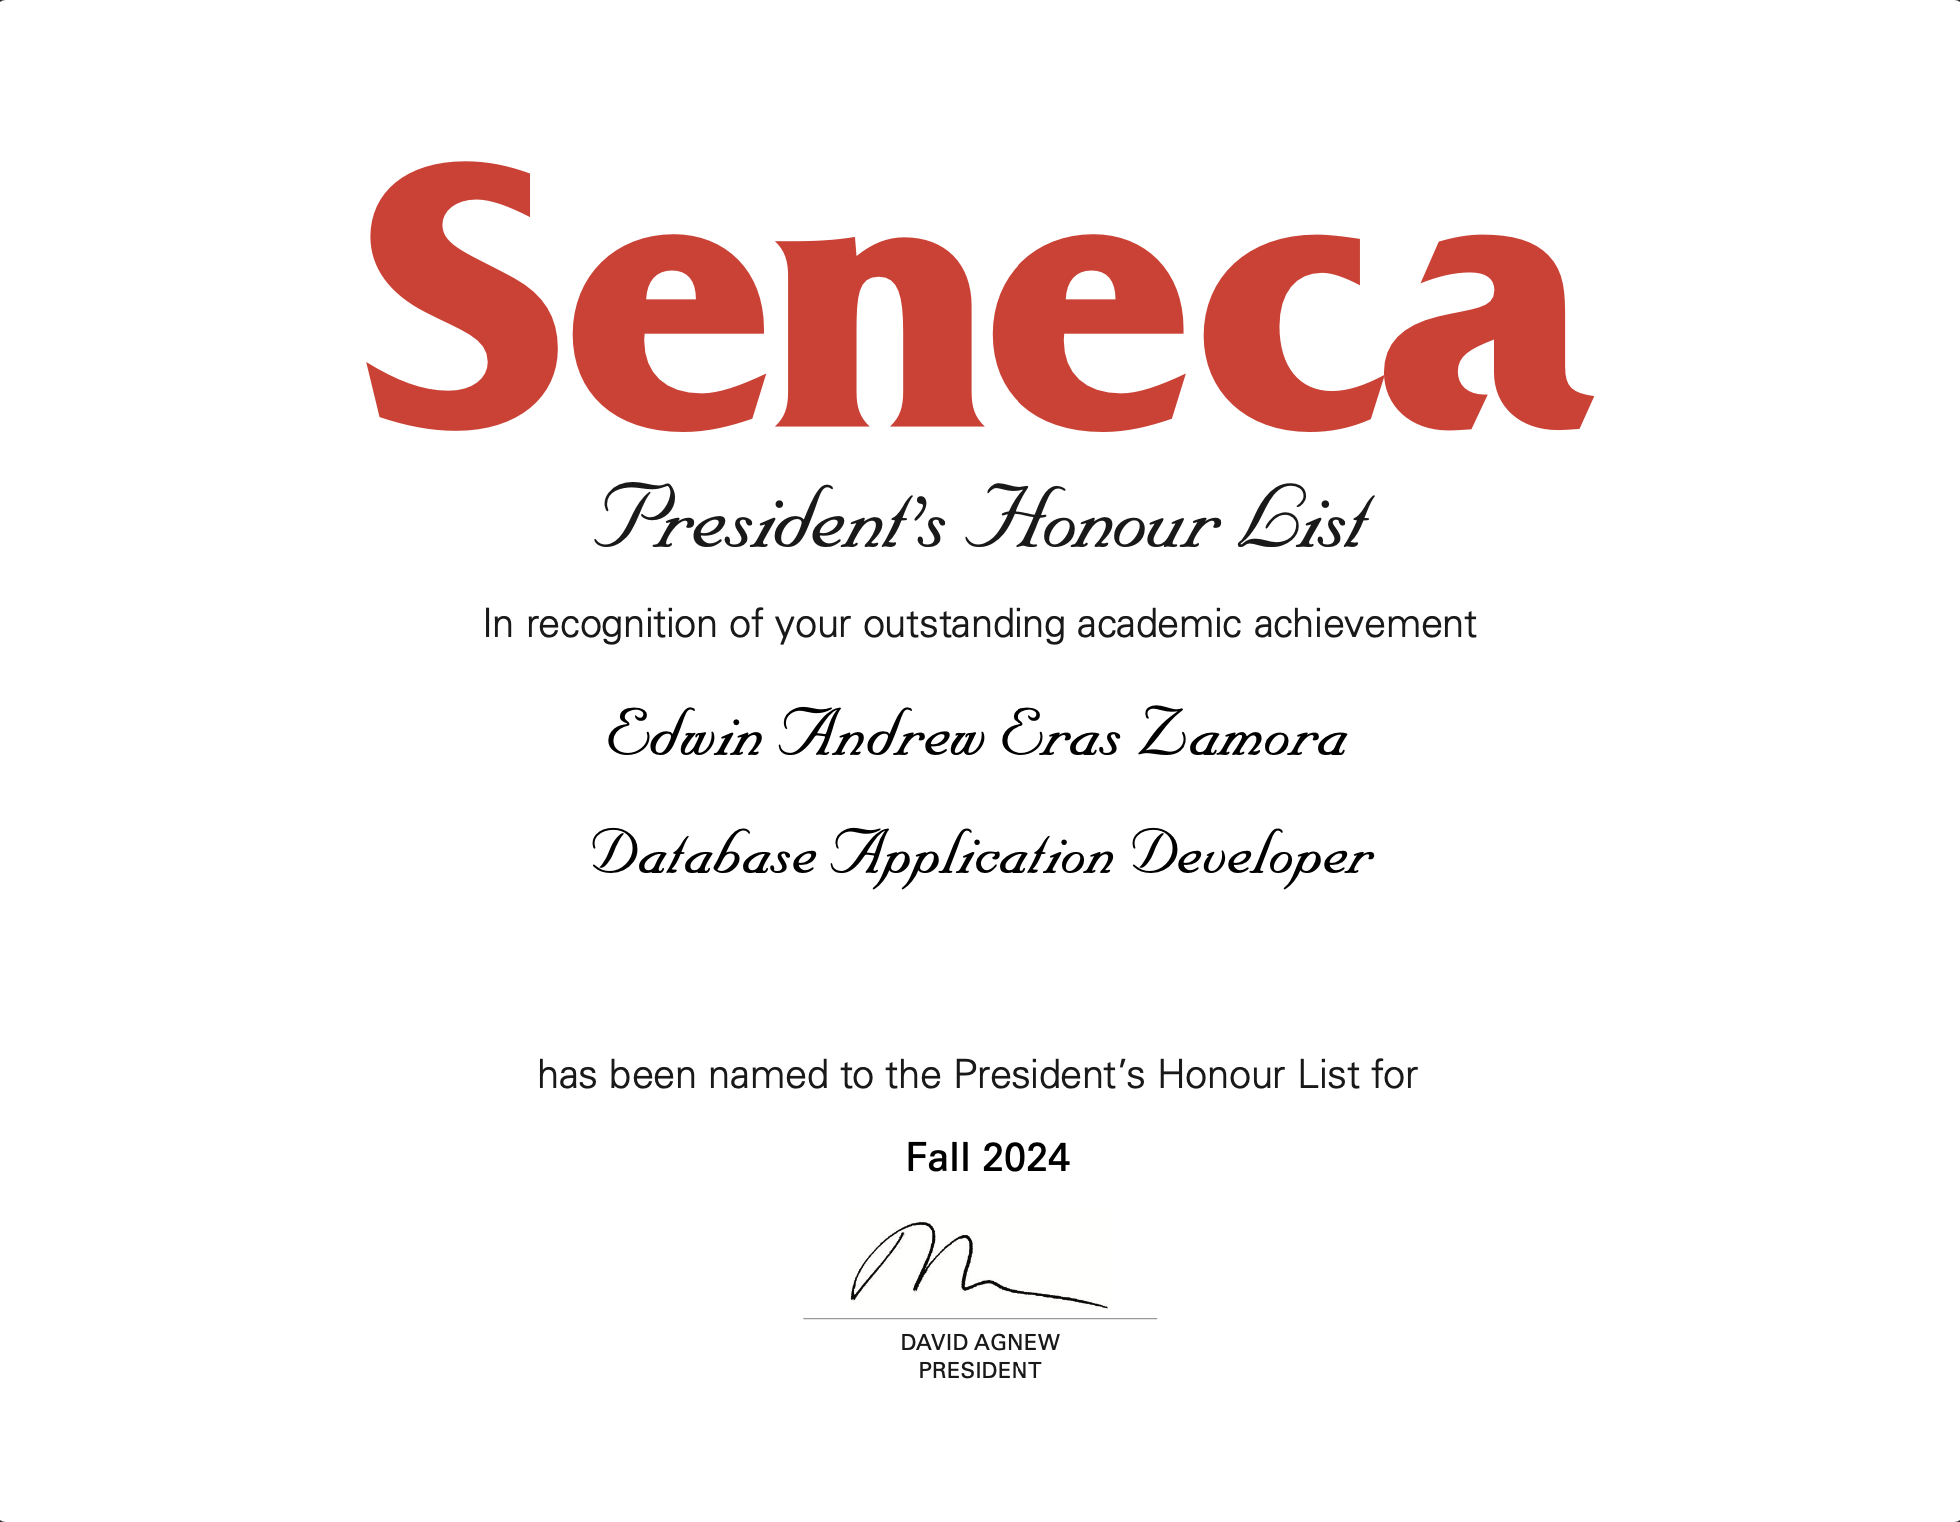 Seneca
President's Honour List
In recognition of your outstanding academic achievement
Edwin Andrew Eras Zamora
Database Application Developer
has been named to the President's Honour List for
Fall 2024
DAVID AGNEW
PRESIDENT